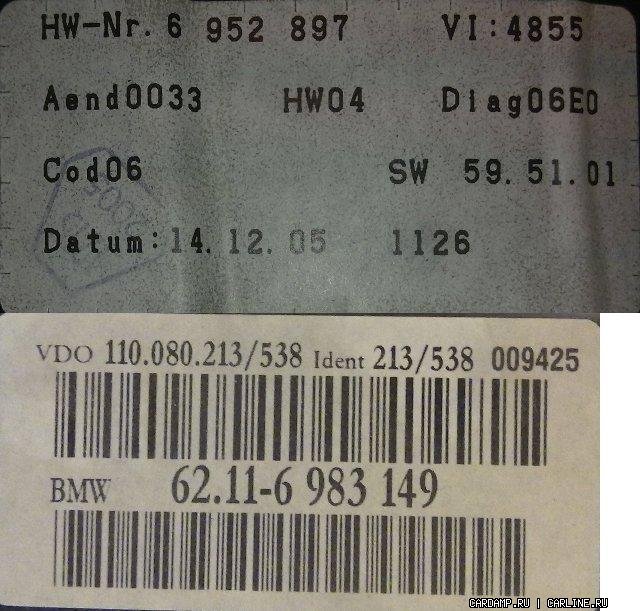 HW-Nr. 6 952 897 VI:4855
Aend0033 HW04 Diag06E0
Cod06 SW 59.51.01
Datum:14.12.05 1126
VDO 110.080.213/538 Ident 213/538 009425
BMW 62.11-6 983 149
CARDAMP.RU | CARLINE.RU